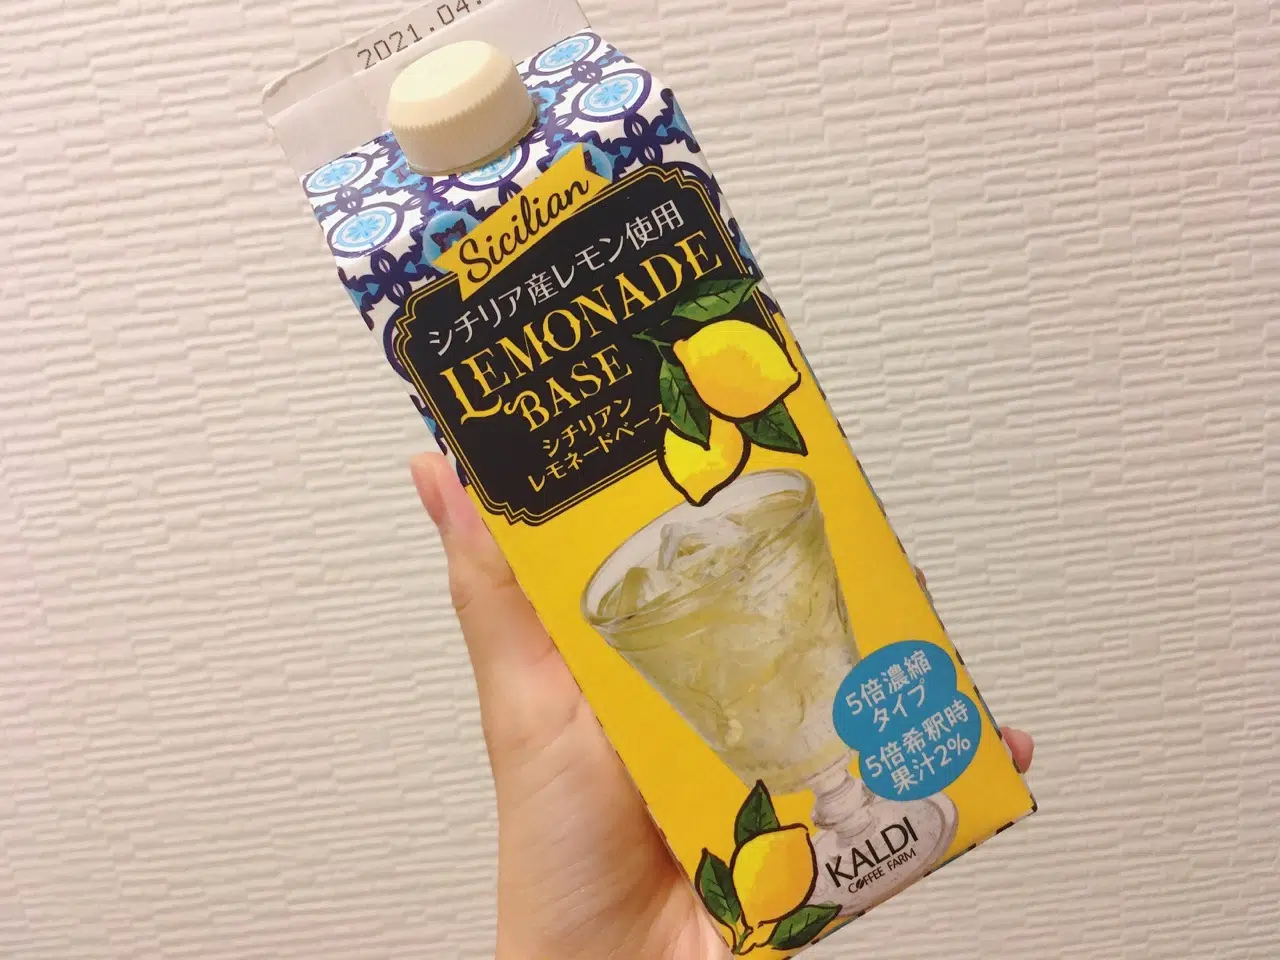 2021.04.
Sicilian
シチリア産レモン使用
LEMONADE
BASE
シチリアン
レモネードベース
5倍濃縮
タイプ
5倍希釈時
果汁2%
KALDI
COFFEE FARM